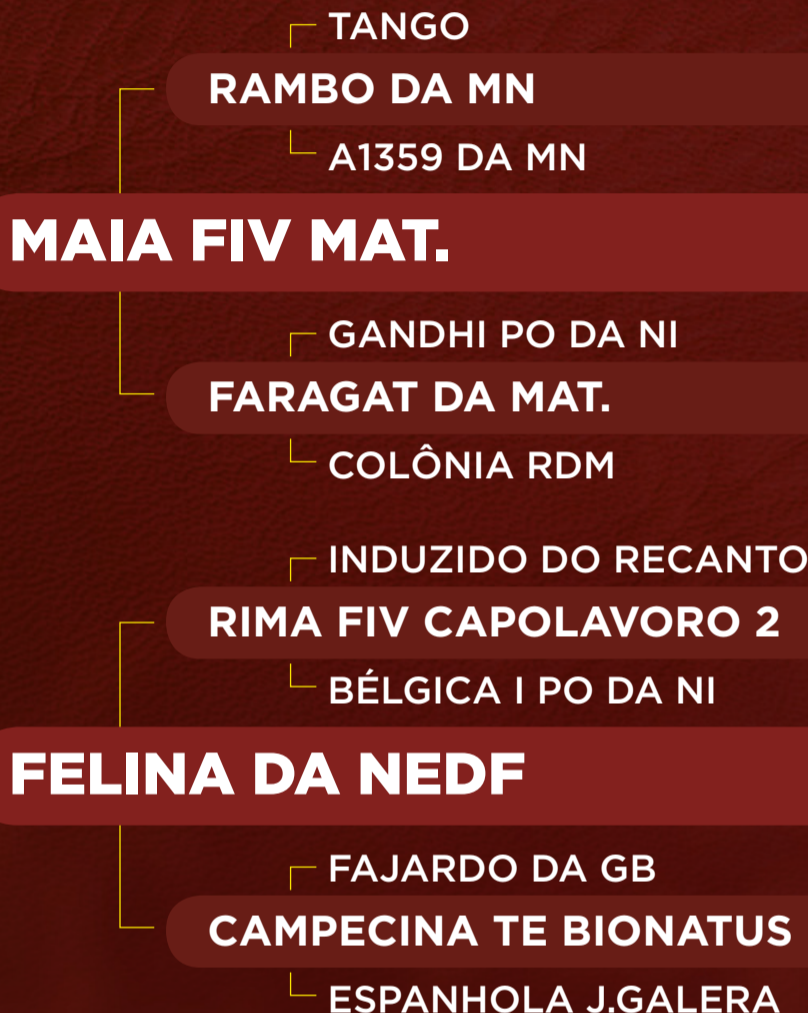 TANGO
RAMBO DA MN
A1359 DA MN
MAIA FIV MAT.
GANDHI PO DA NI
FARAGAT DA MAT.
COLÔNIA RDM
INDUZIDO DO RECANTO
RIMA FIV CAPOLAVORO 2
BÉLGICA I PO DA NI
FELINA DA NEDF
FAJARDO DA GB
CAMPECINA TE BIONATUS
ESPANHOLA J.GALERA